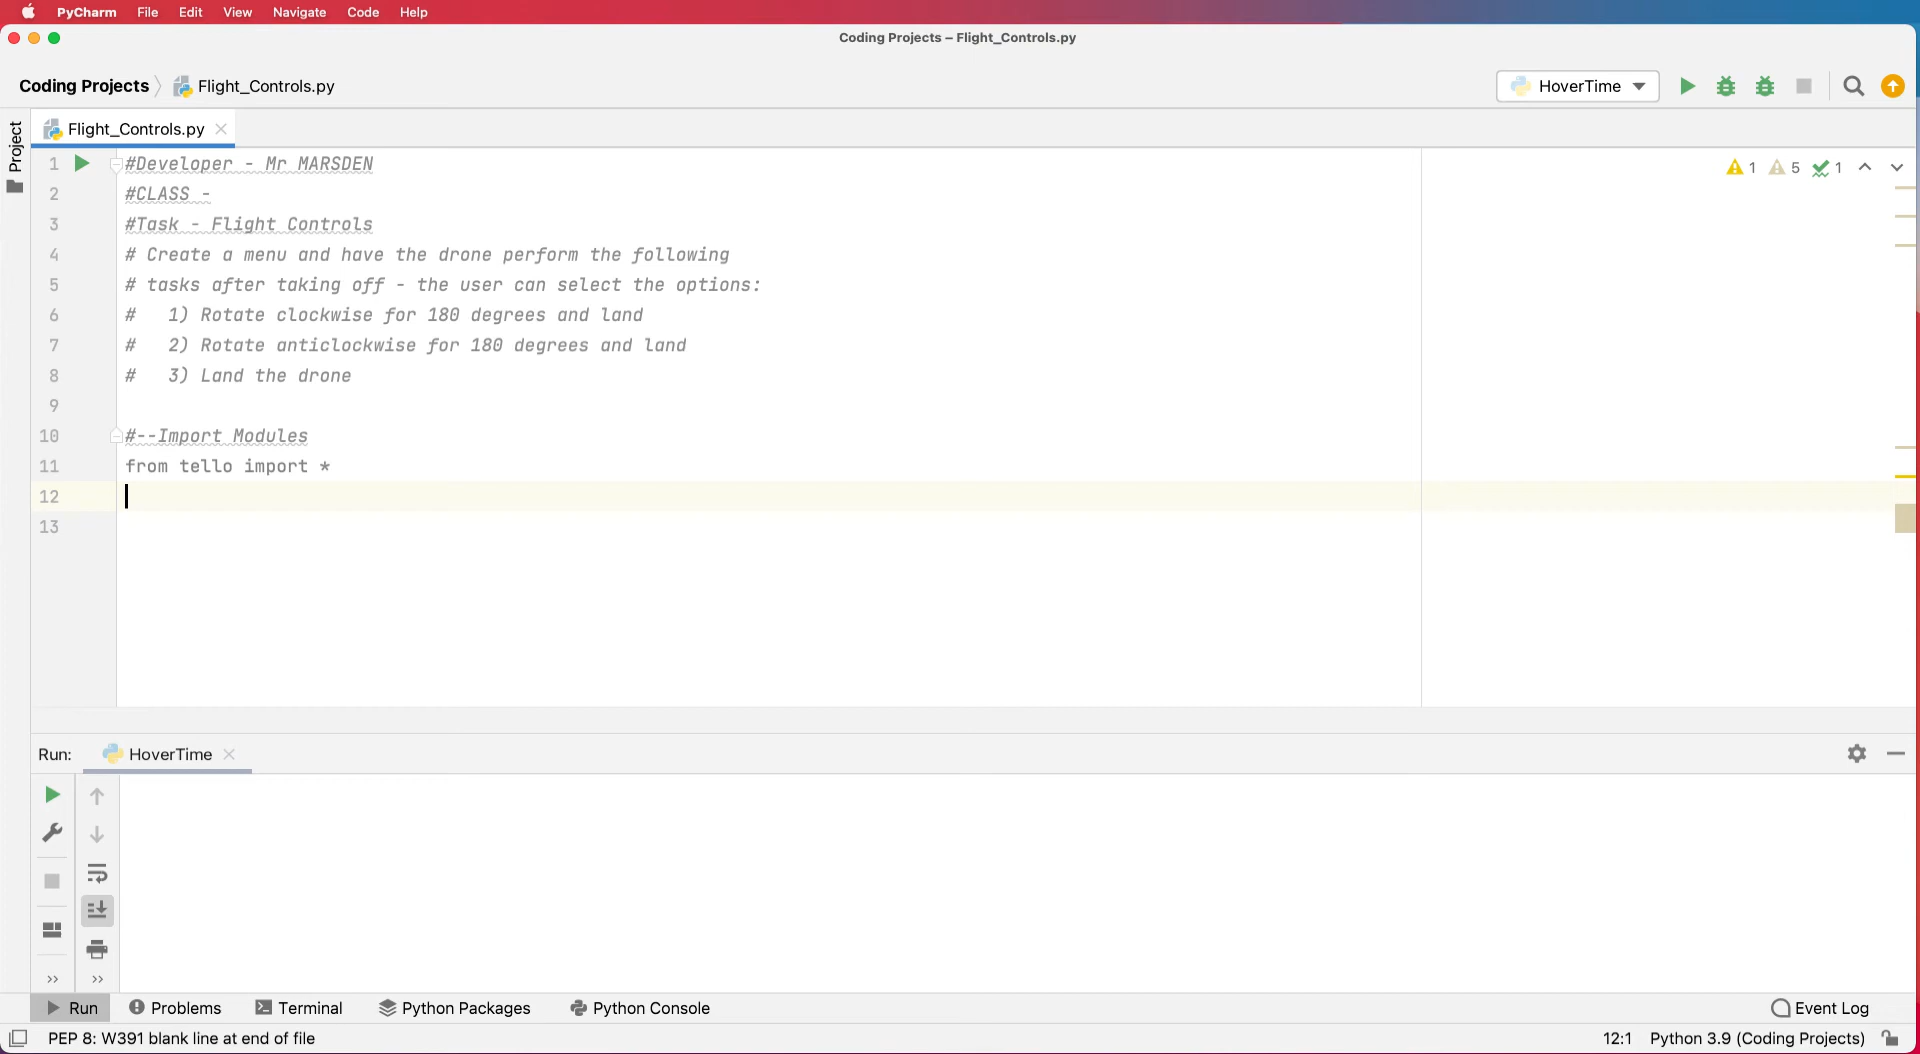 PyCharm File Edit View Navigate Code Help
Coding Projects – Flight_Controls.py
Coding Projects Flight_Controls.py HoverTime
Project
Flight_Controls.py
1 #Developer - Mr MARSDEN
2 #CLASS -
3 #Task - Flight Controls
4 # Create a menu and have the drone perform the following
5 # tasks after taking off - the user can select the options:
6 #   1) Rotate clockwise for 180 degrees and land
7 #   2) Rotate anticlockwise for 180 degrees and land
8 #   3) Land the drone
9
10 #--Import Modules
11 from tello import *
12
13
1 5 1
Run: HoverTime
Run Problems Terminal Python Packages Python Console Event Log
PEP 8: W391 blank line at end of file 12:1 Python 3.9 (Coding Projects)